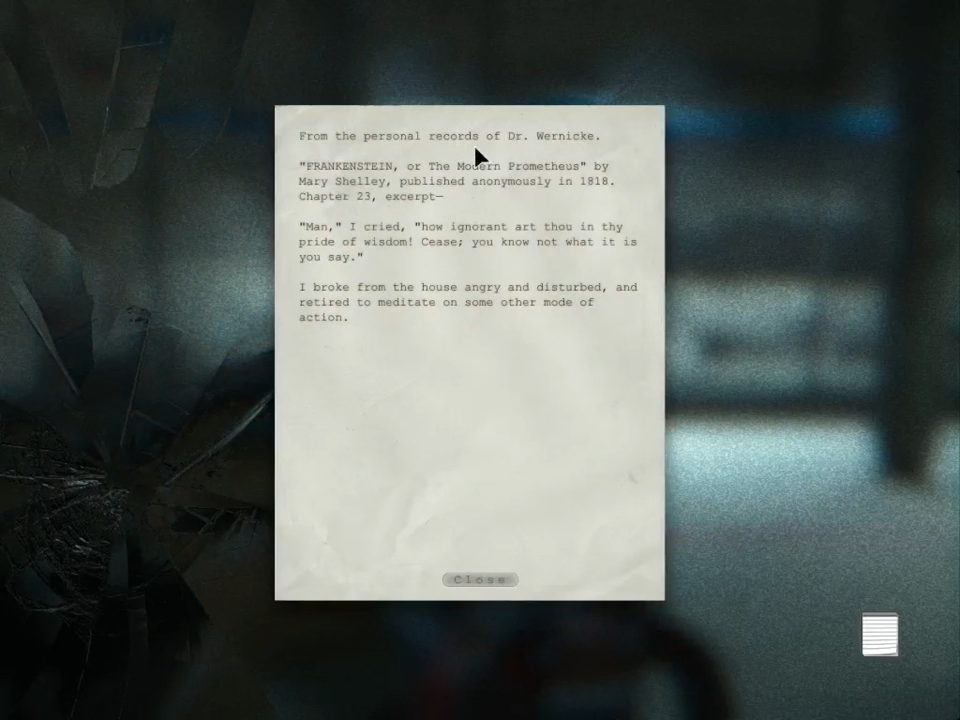 From the personal records of Dr. Wernicke.
"FRANKENSTEIN, or The Modern Prometheus" by
Mary Shelley, published anonymously in 1818.
Chapter 23, excerpt—
"Man," I cried, "how ignorant art thou in thy
pride of wisdom! Cease; you know not what it is
you say."
I broke from the house angry and disturbed, and
retired to meditate on some other mode of
action.
Close